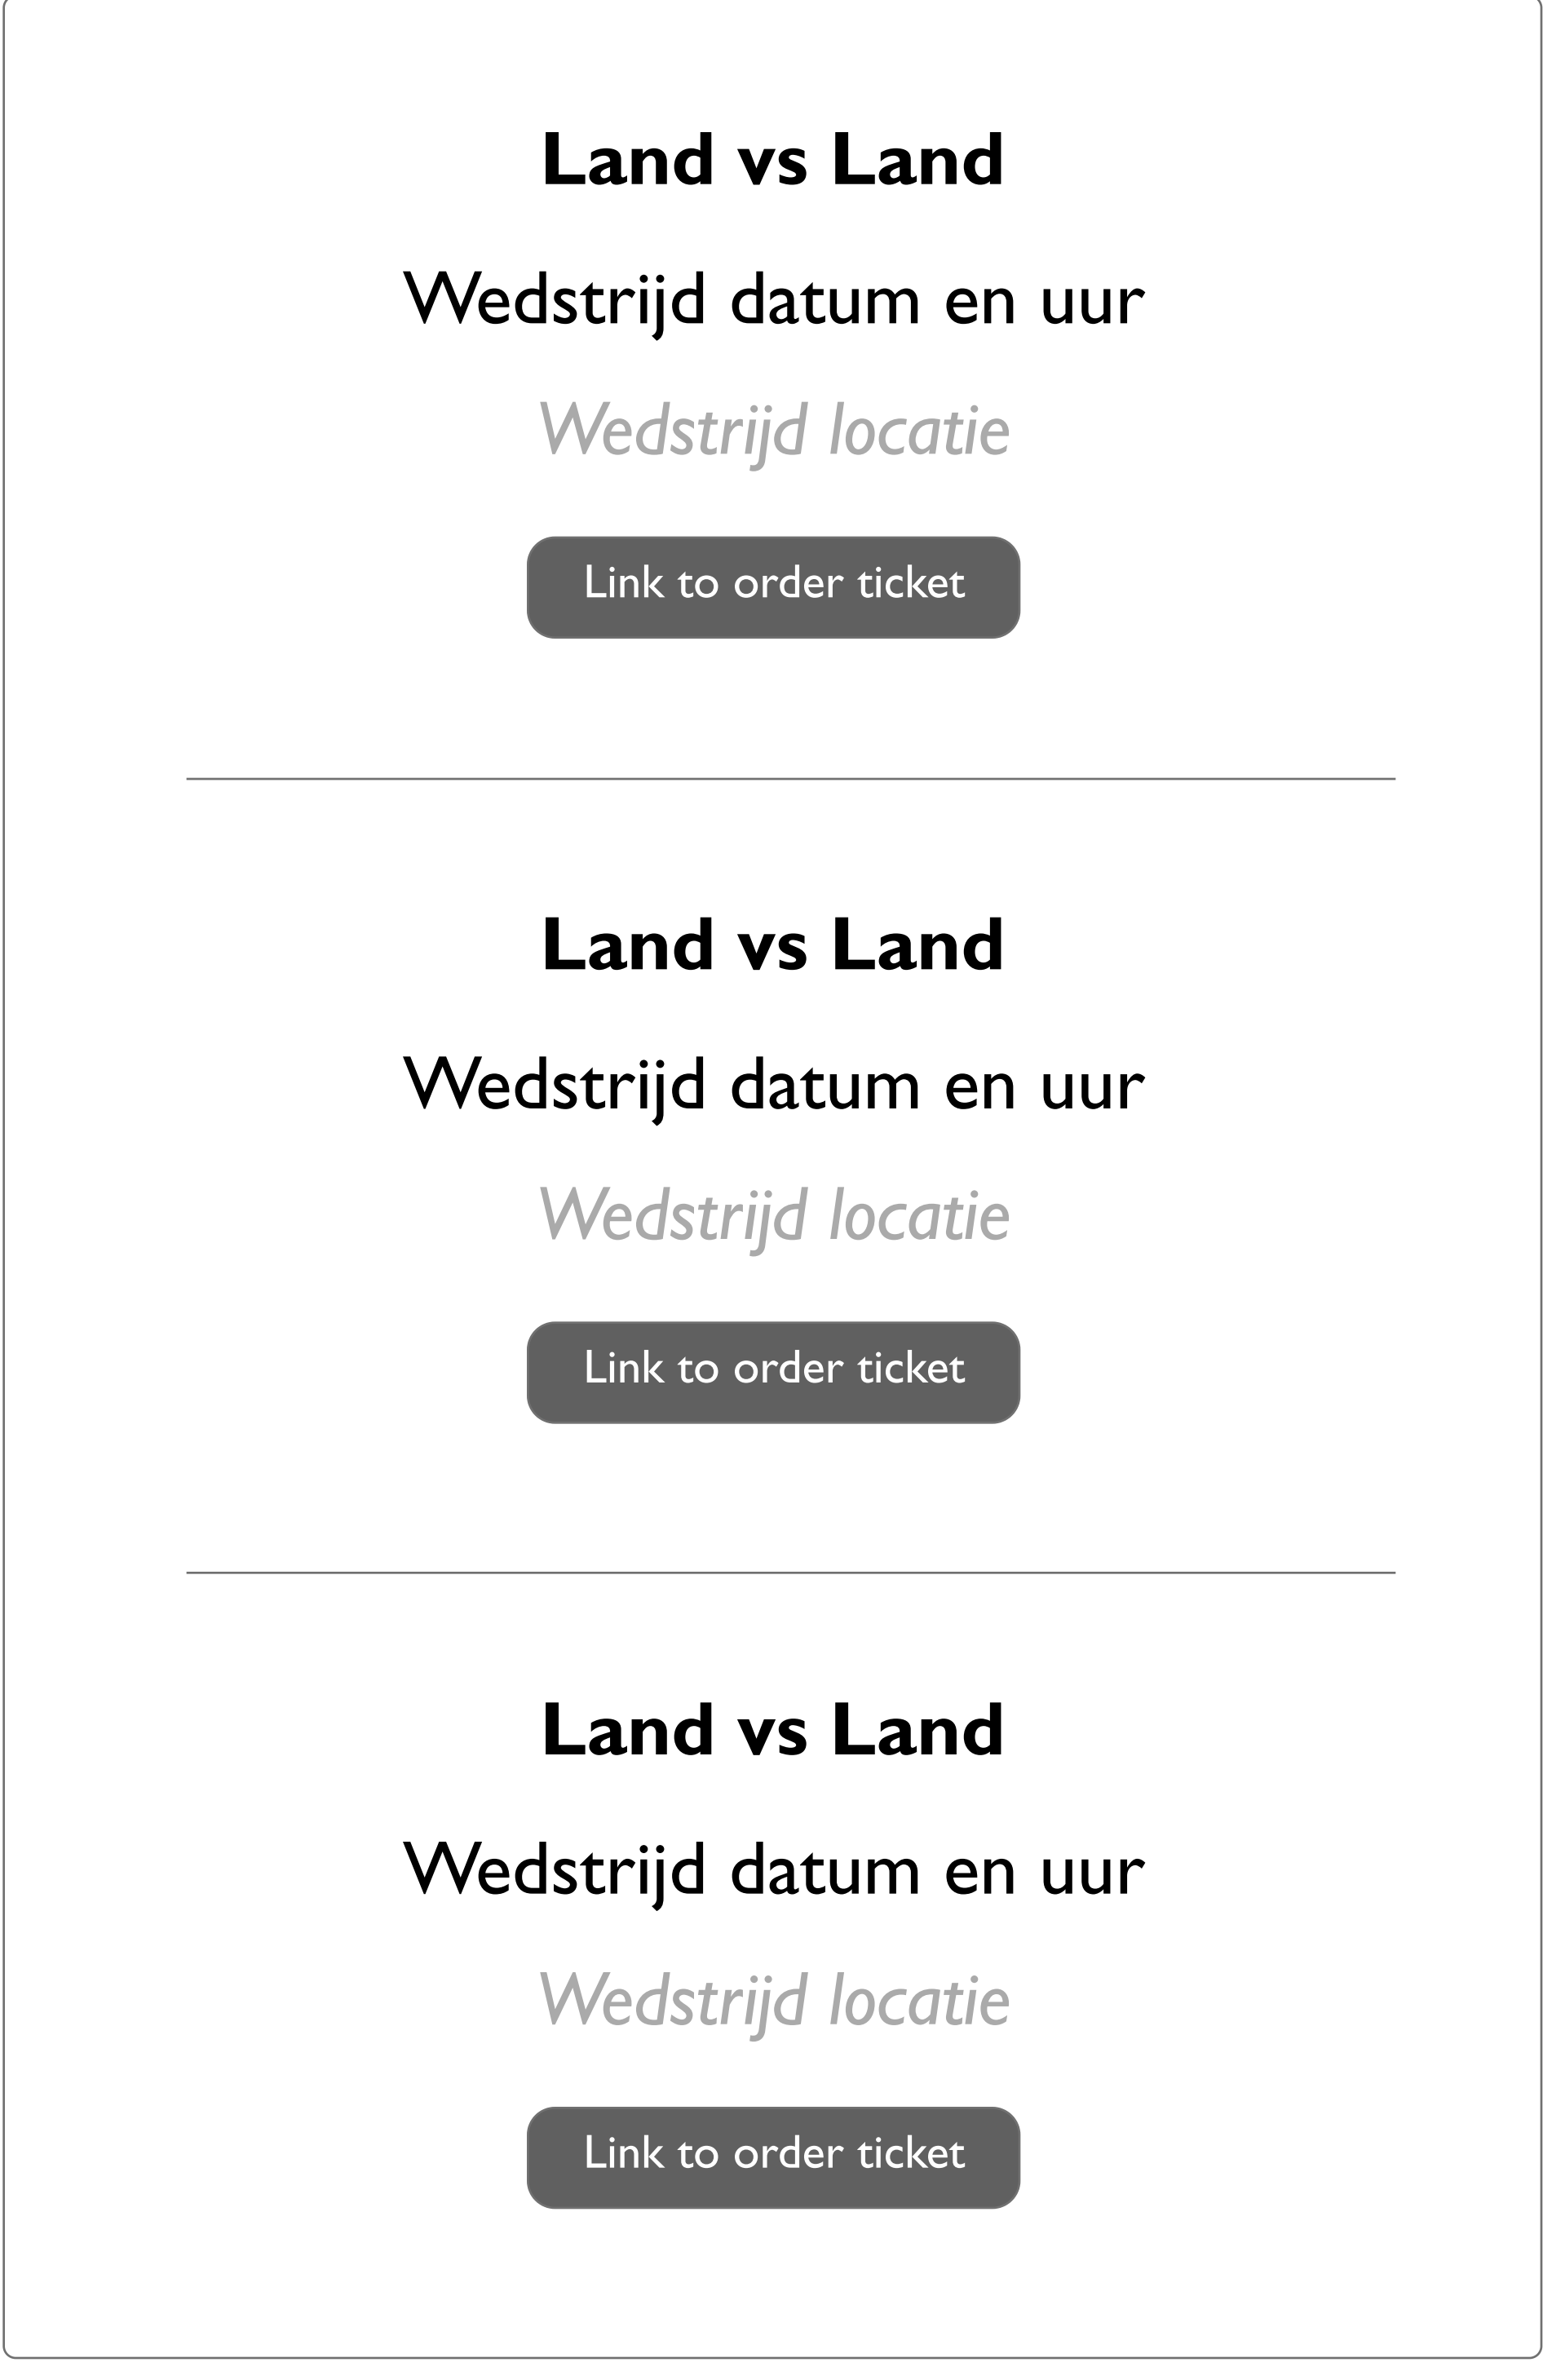 Land vs Land
Wedstrijd datum en uur
Wedstrijd locatie
Link to order ticket
Land vs Land
Wedstrijd datum en uur
Wedstrijd locatie
Link to order ticket
Land vs Land
Wedstrijd datum en uur
Wedstrijd locatie
Link to order ticket